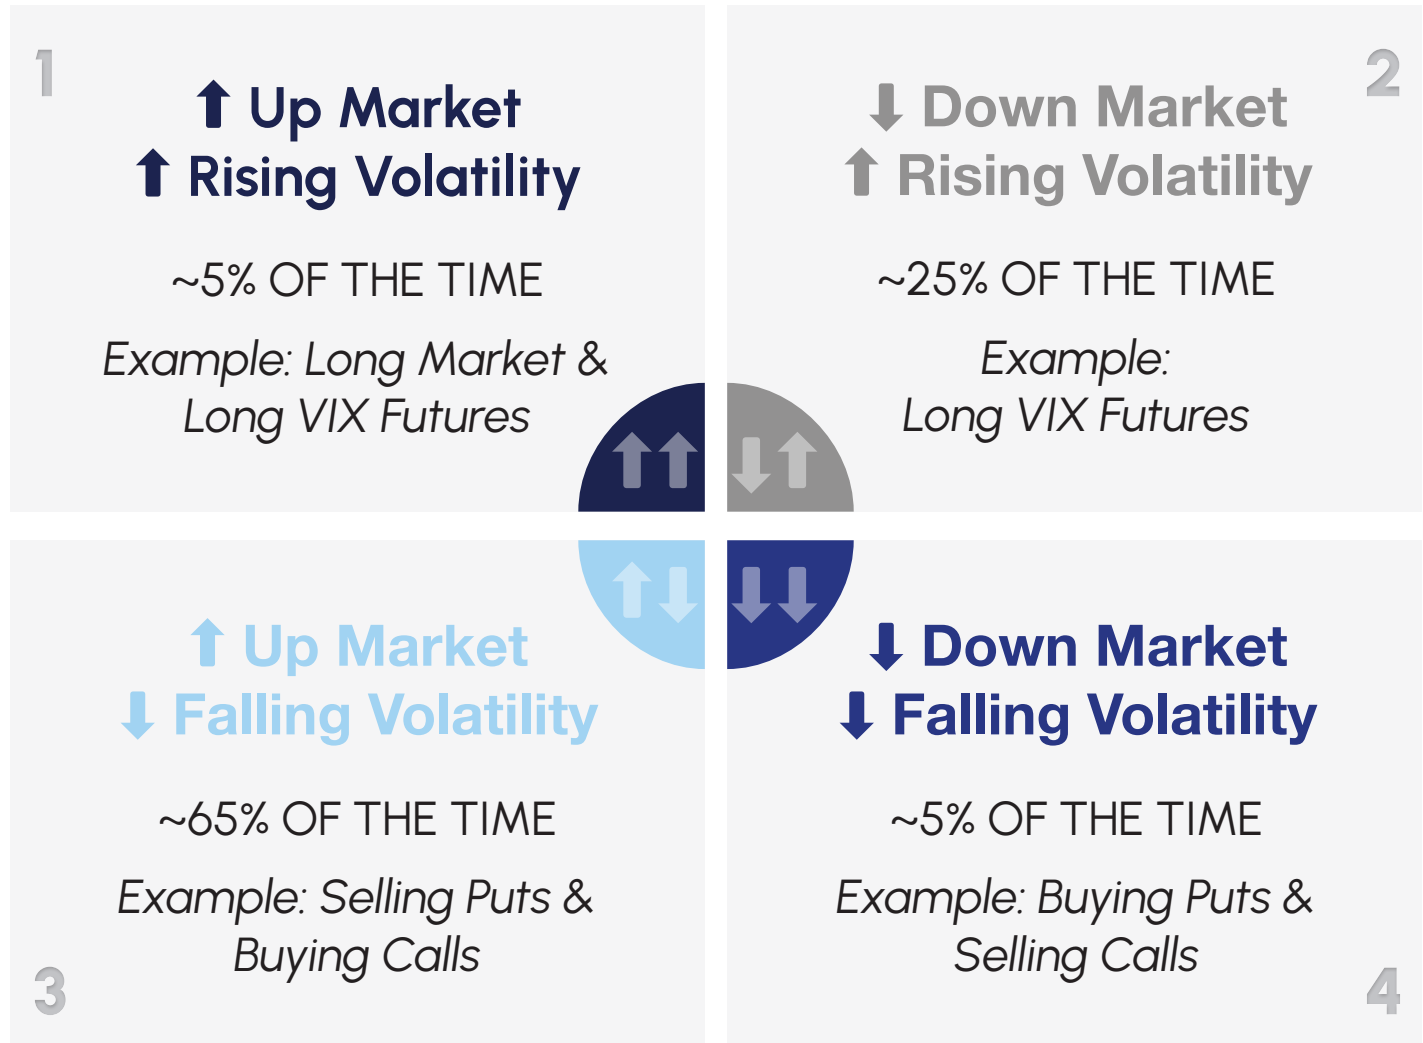 1
↑ Up Market
↑ Rising Volatility
~5% OF THE TIME
Example: Long Market &
Long VIX Futures
2
↓ Down Market
↑ Rising Volatility
~25% OF THE TIME
Example:
Long VIX Futures
↑ Up Market
↓ Falling Volatility
~65% OF THE TIME
Example: Selling Puts &
Buying Calls
3
↓ Down Market
↓ Falling Volatility
~5% OF THE TIME
Example: Buying Puts &
Selling Calls
4